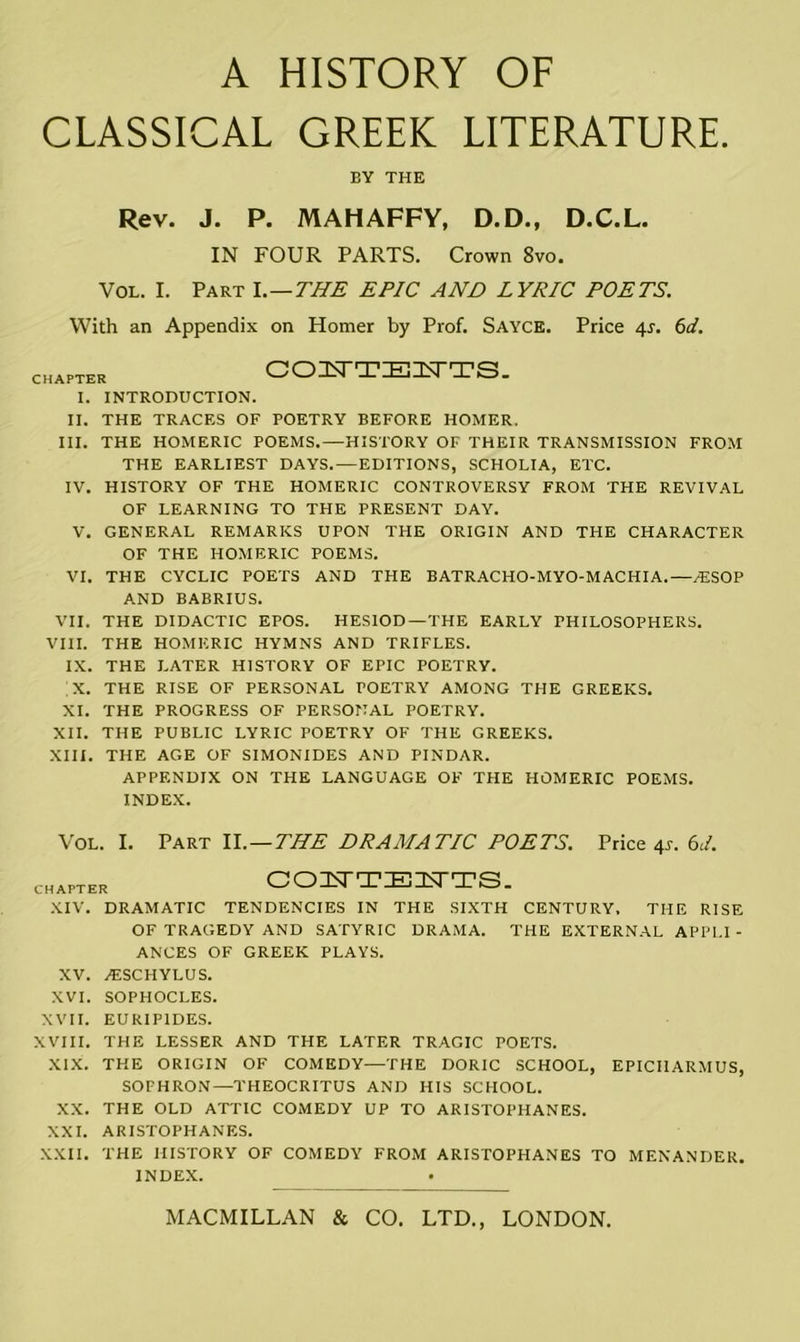 A HISTORY OF
CLASSICAL GREEK LITERATURE.
BY THE
Rev. J. P. MAHAFFY, D.D., D.C.L.
IN FOUR PARTS. Crown 8vo.
VOL. I. PART I.—THE EPIC AND LYRIC POETS.
With an Appendix on Homer by Prof. SAYCE. Price 4s. 6d.
CONTENTS.
CHAPTER
I. INTRODUCTION.
II. THE TRACES OF POETRY BEFORE HOMER.
III. THE HOMERIC POEMS.—HISTORY OF THEIR TRANSMISSION FROM
THE EARLIEST DAYS.—EDITIONS, SCHOLIA, ETC.
IV. HISTORY OF THE HOMERIC CONTROVERSY FROM THE REVIVAL
OF LEARNING TO THE PRESENT DAY.
V. GENERAL REMARKS UPON THE ORIGIN AND THE CHARACTER
OF THE HOMERIC POEMS.
VI. THE CYCLIC POETS AND THE BATRACHO-MYO-MACHIA.—ÆSOP
AND BABRIUS.
VII. THE DIDACTIC EPOS. HESIOD—THE EARLY PHILOSOPHERS.
VIII. THE HOMERIC HYMNS AND TRIFLES.
IX. THE LATER HISTORY OF EPIC POETRY.
X. THE RISE OF PERSONAL POETRY AMONG THE GREEKS.
XI. THE PROGRESS OF PERSONAL POETRY.
XII. THE PUBLIC LYRIC POETRY OF THE GREEKS.
XIII. THE AGE OF SIMONIDES AND PINDAR.
APPENDIX ON THE LANGUAGE OF THE HOMERIC POEMS.
INDEX.
VOL. I. PART II.—THE DRAMATIC POETS. Price 4s. 6d.
CONTENTS.
CHAPTER
XIV. DRAMATIC TENDENCIES IN THE SIXTH CENTURY. THE RISE
OF TRAGEDY AND SATYRIC DRAMA. THE EXTERNAL APPLI-
ANCES OF GREEK PLAYS.
XV. ÆSCHYLUS.
XVI. SOPHOCLES.
XVII. EURIPIDES.
XVIII. THE LESSER AND THE LATER TRAGIC POETS.
XIX. THE ORIGIN OF COMEDY—THE DORIC SCHOOL, EPICHARMUS,
SOPHRON—THEOCRITUS AND HIS SCHOOL.
XX. THE OLD ATTIC COMEDY UP TO ARISTOPHANES.
XXI. ARISTOPHANES.
XXII. THE HISTORY OF COMEDY FROM ARISTOPHANES TO MENANDER.
INDEX.
MACMILLAN & CO. LTD., LONDON.